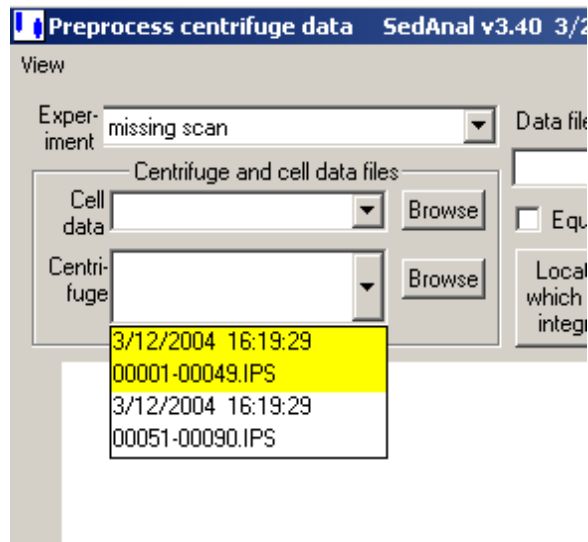 Preprocess centrifuge data SedAnal v3.40 3/2
View
Exper-
iment
missing scan
Data file
Centrifuge and cell data files
Cell
data
Browse
Equ
Centri-
fuge
Browse
Locat
which
integr
3/12/2004 16:19:29
00001-00049.IPS
3/12/2004 16:19:29
00051-00090.IPS